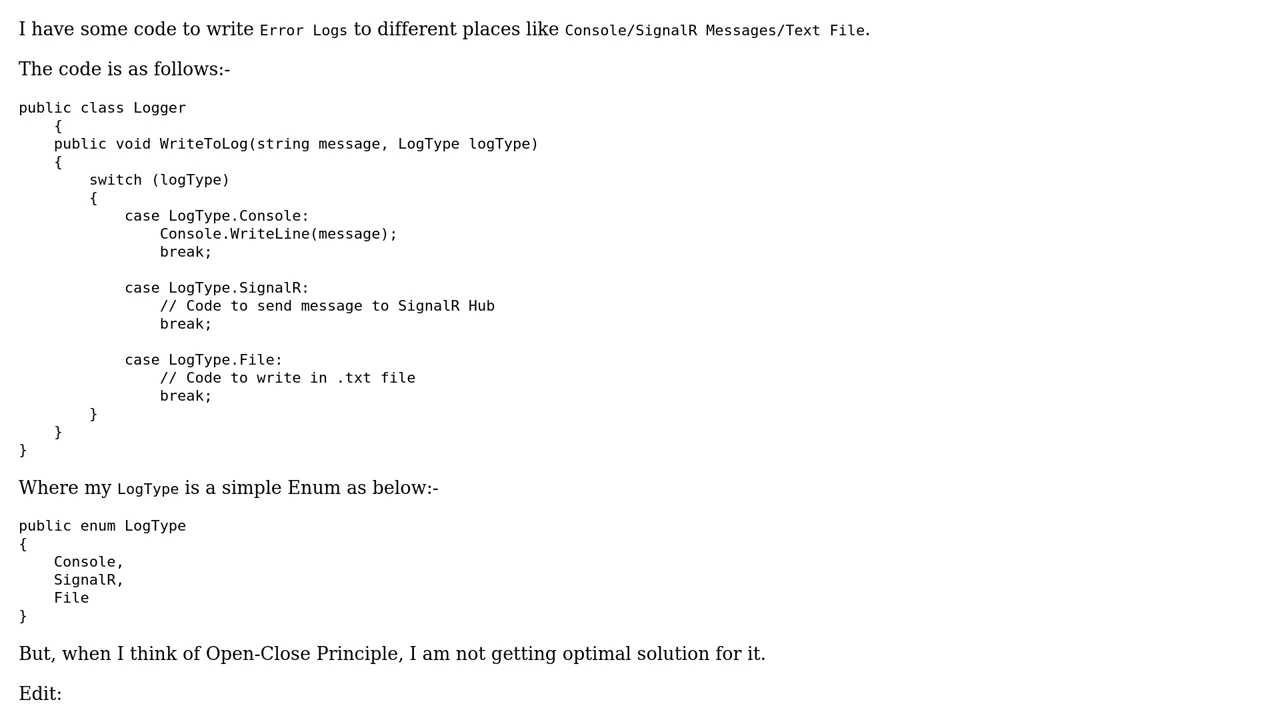 I have some code to write Error Logs to different places like Console/SignalR Messages/Text File.
The code is as follows:-
public class Logger
    {
    public void WriteToLog(string message, LogType logType)
    {
        switch (logType)
        {
            case LogType.Console:
                Console.WriteLine(message);
                break;

            case LogType.SignalR:
                // Code to send message to SignalR Hub
                break;

            case LogType.File:
                // Code to write in .txt file
                break;
        }
    }
}
Where my LogType is a simple Enum as below:-
public enum LogType
{
    Console,
    SignalR,
    File
}
But, when I think of Open-Close Principle, I am not getting optimal solution for it.
Edit: